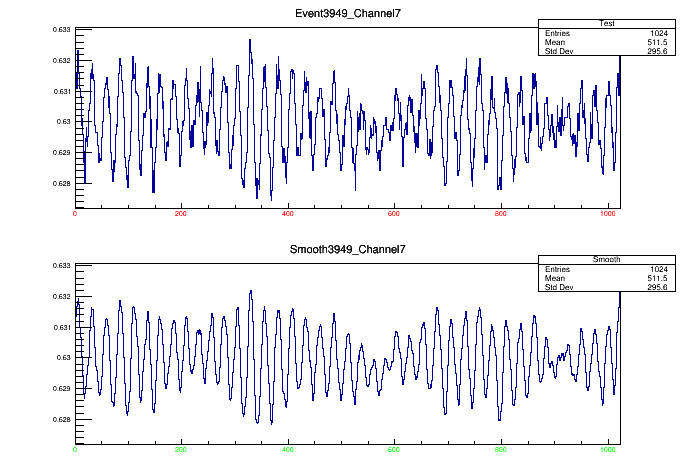 Event3949_Channel7
Test
Entries 1024
Mean 511.5
Std Dev 295.6
0.633
0.632
0.631
0.63
0.629
0.628
0 200 400 600 800 1000
Smooth3949_Channel7
Smooth
Entries 1024
Mean 511.5
Std Dev 295.6
0.633
0.632
0.631
0.63
0.629
0.628
0 200 400 600 800 1000